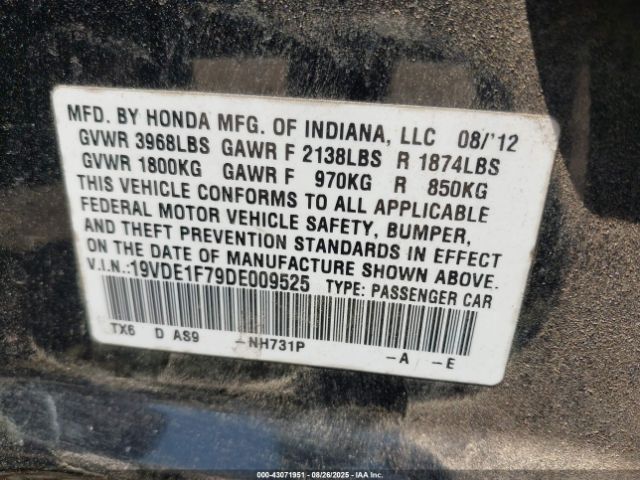 MFD. BY HONDA MFG. OF INDIANA, LLC 08/'12
GVWR 3968LBS GAWR F 2138LBS R 1874LBS
GVWR 1800KG GAWR F 970KG R 850KG
THIS VEHICLE CONFORMS TO ALL APPLICABLE
FEDERAL MOTOR VEHICLE SAFETY, BUMPER,
AND THEFT PREVENTION STANDARDS IN EFFECT
ON THE DATE OF MANUFACTURE SHOWN ABOVE.
V.I.N.:19VDE1F79DE009525 TYPE: PASSENGER CAR
TX6 D AS9 -NH731P -A -E
© 2025 - 43071951 - 08/26/2025 - IAA Inc.